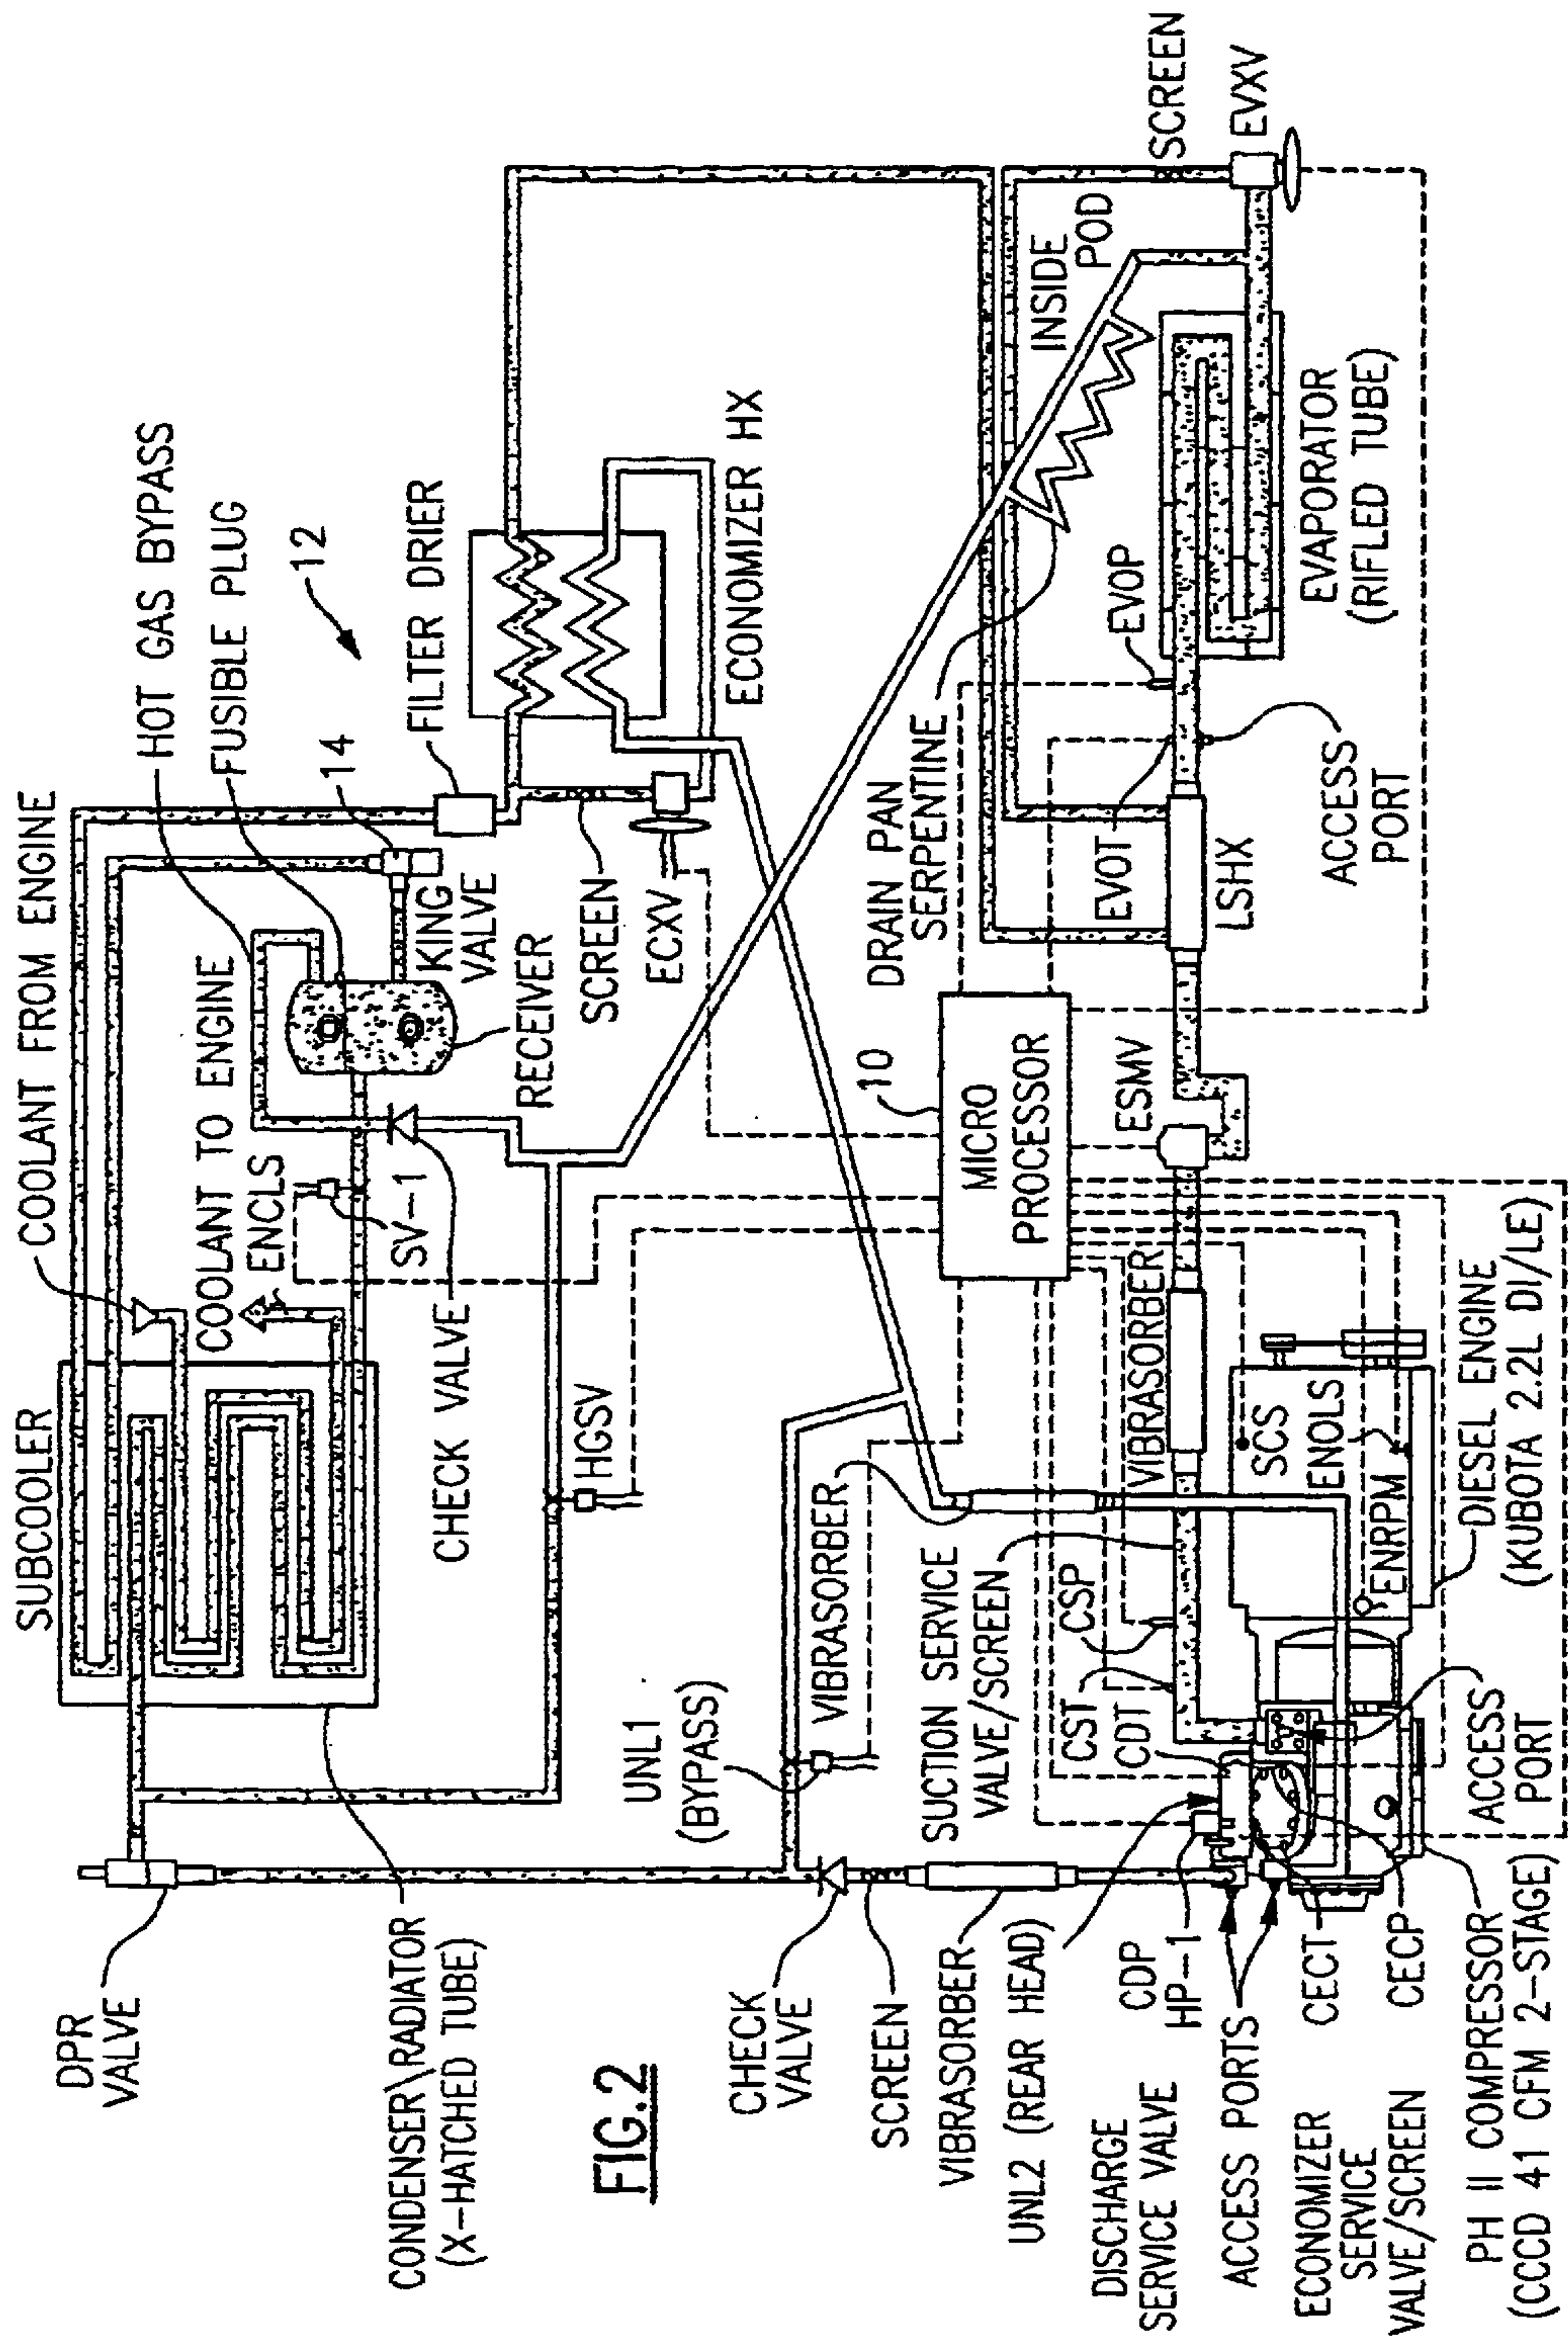 DPR
VALVE
CONDENSER\RADIATOR
(X-HATCHED TUBE)
SUBCOOLER
COOLANT FROM ENGINE
COOLANT TO ENGINE
ENCLS
SV-1
CHECK VALVE
HOT GAS BYPASS
FUSIBLE PLUG
14
12
FILTER DRIER
KING
VALVE
RECEIVER
SCREEN
ECXV
ECONOMIZER HX
HGSV
UNL1
(BYPASS)
VIBRASORBER
FIG.2
CHECK
VALVE
SCREEN
VIBRASORBER
UNL2 (REAR HEAD)
SUCTION SERVICE
VALVE/SCREEN
CSP
CST
CDT
CDP
HP-1
DISCHARGE
SERVICE VALVE
ACCESS PORTS
ECONOMIZER
SERVICE
VALVE/SCREEN
CECT
CECP
PH II COMPRESSOR
(CCCD 41 CFM 2-STAGE)
ACCESS
PORT
10
MICRO
PROCESSOR
ESMV
VIBRASORBER
SCS
ENOLS
ENRPM
DIESEL ENGINE
(KUBOTA 2.2L DI/LE)
DRAIN PAN
SERPENTINE
EVOP
EVOT
LSHX
ACCESS
PORT
INSIDE
POD
SCREEN
EVXV
EVAPORATOR
(RIFLED TUBE)